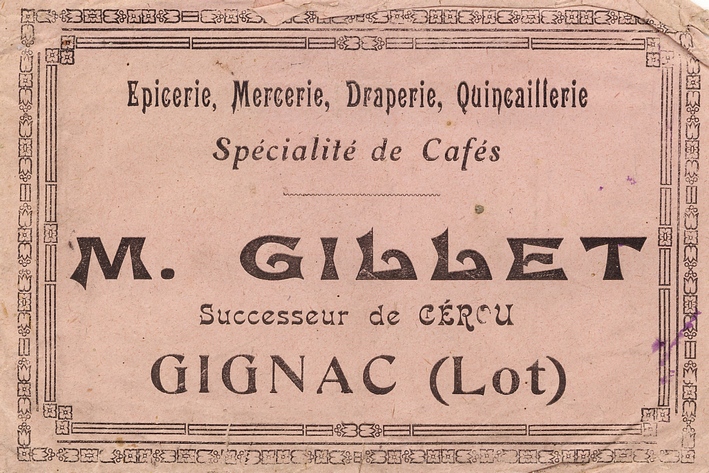 Epicerie, Mercerie, Draperie, Quincaillerie
Spécialité de Cafés
M. GILLET
Successeur de CÉROU
GIGNAC (Lot)